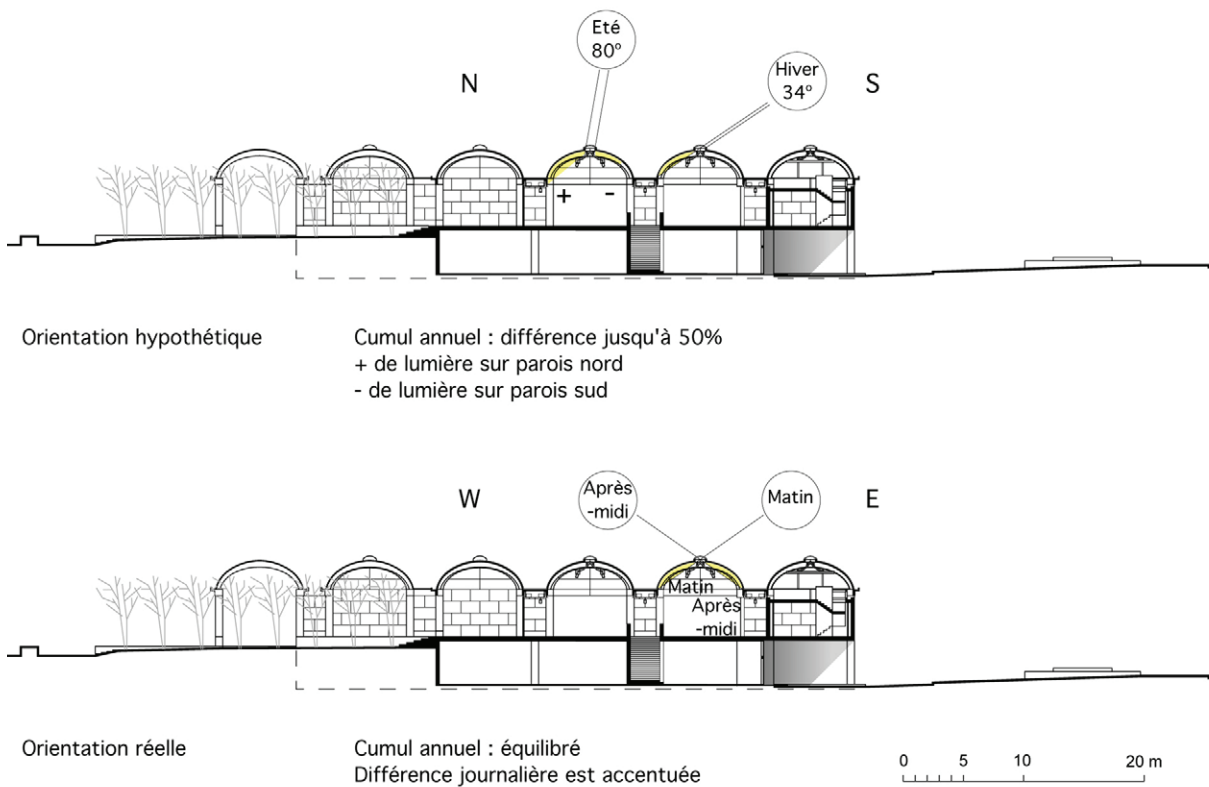 Eté
80°
N
Hiver
34°
S
+ -
Orientation hypothétique
Cumul annuel : différence jusqu'à 50%
+ de lumière sur parois nord
- de lumière sur parois sud
W
Après
-midi
Matin
E
Matin
Après
-midi
Orientation réelle
Cumul annuel : équilibré
Différence journalière est accentuée
0 5 10 20 m